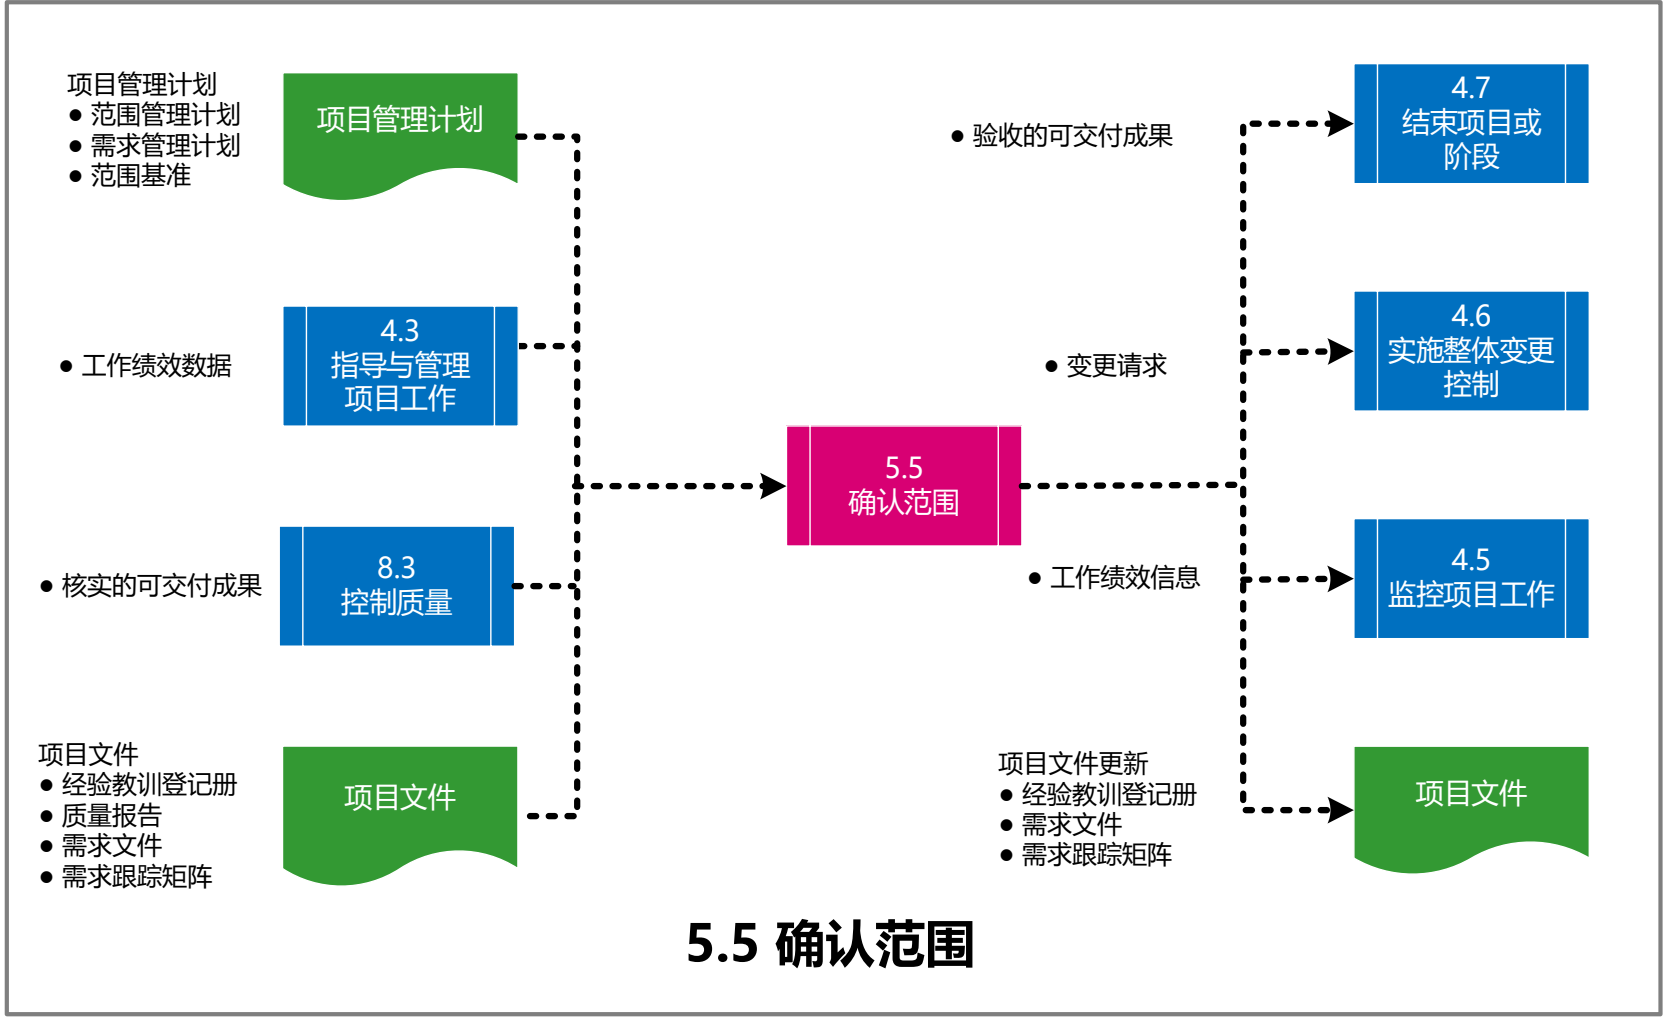 项目管理计划
● 范围管理计划
● 需求管理计划
● 范围基准
项目管理计划
● 工作绩效数据
4.3
指导与管理
项目工作
● 核实的可交付成果
8.3
控制质量
项目文件
● 经验教训登记册
● 质量报告
● 需求文件
● 需求跟踪矩阵
项目文件
5.5
确认范围
● 验收的可交付成果
4.7
结束项目或
阶段
● 变更请求
4.6
实施整体变更
控制
● 工作绩效信息
4.5
监控项目工作
项目文件更新
● 经验教训登记册
● 需求文件
● 需求跟踪矩阵
项目文件
5.5 确认范围